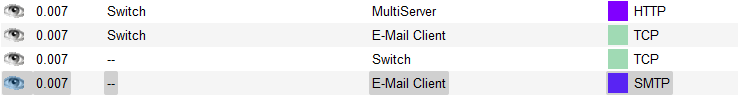 0.007 Switch MultiServer HTTP
0.007 Switch E-Mail Client TCP
0.007 -- Switch TCP
0.007 -- E-Mail Client SMTP